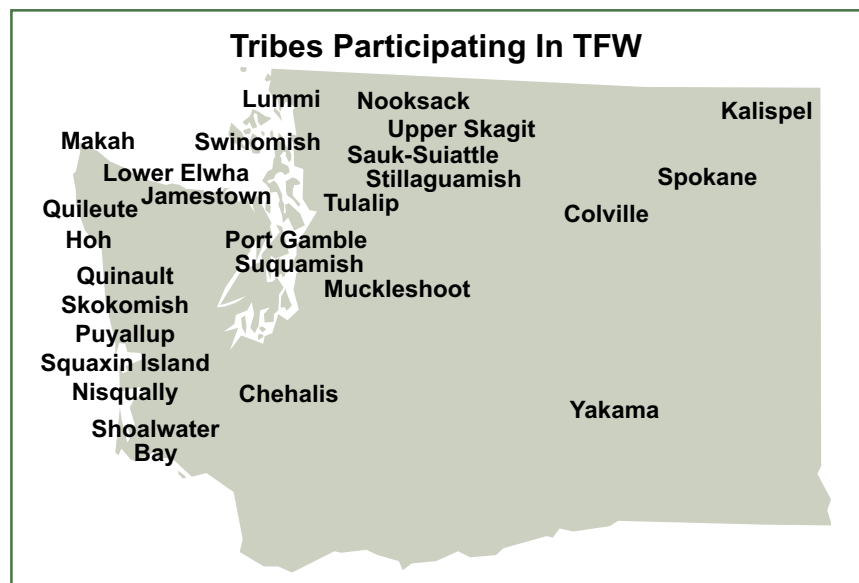 Tribes Participating In TFW
Lummi
Nooksack
Kalispel
Upper Skagit
Makah
Swinomish
Sauk-Suiattle
Lower Elwha
Stillaguamish
Spokane
Jamestown
Tulalip
Quileute
Colville
Hoh
Port Gamble
Suquamish
Quinault
Muckleshoot
Skokomish
Puyallup
Squaxin Island
Nisqually
Chehalis
Yakama
Shoalwater
Bay